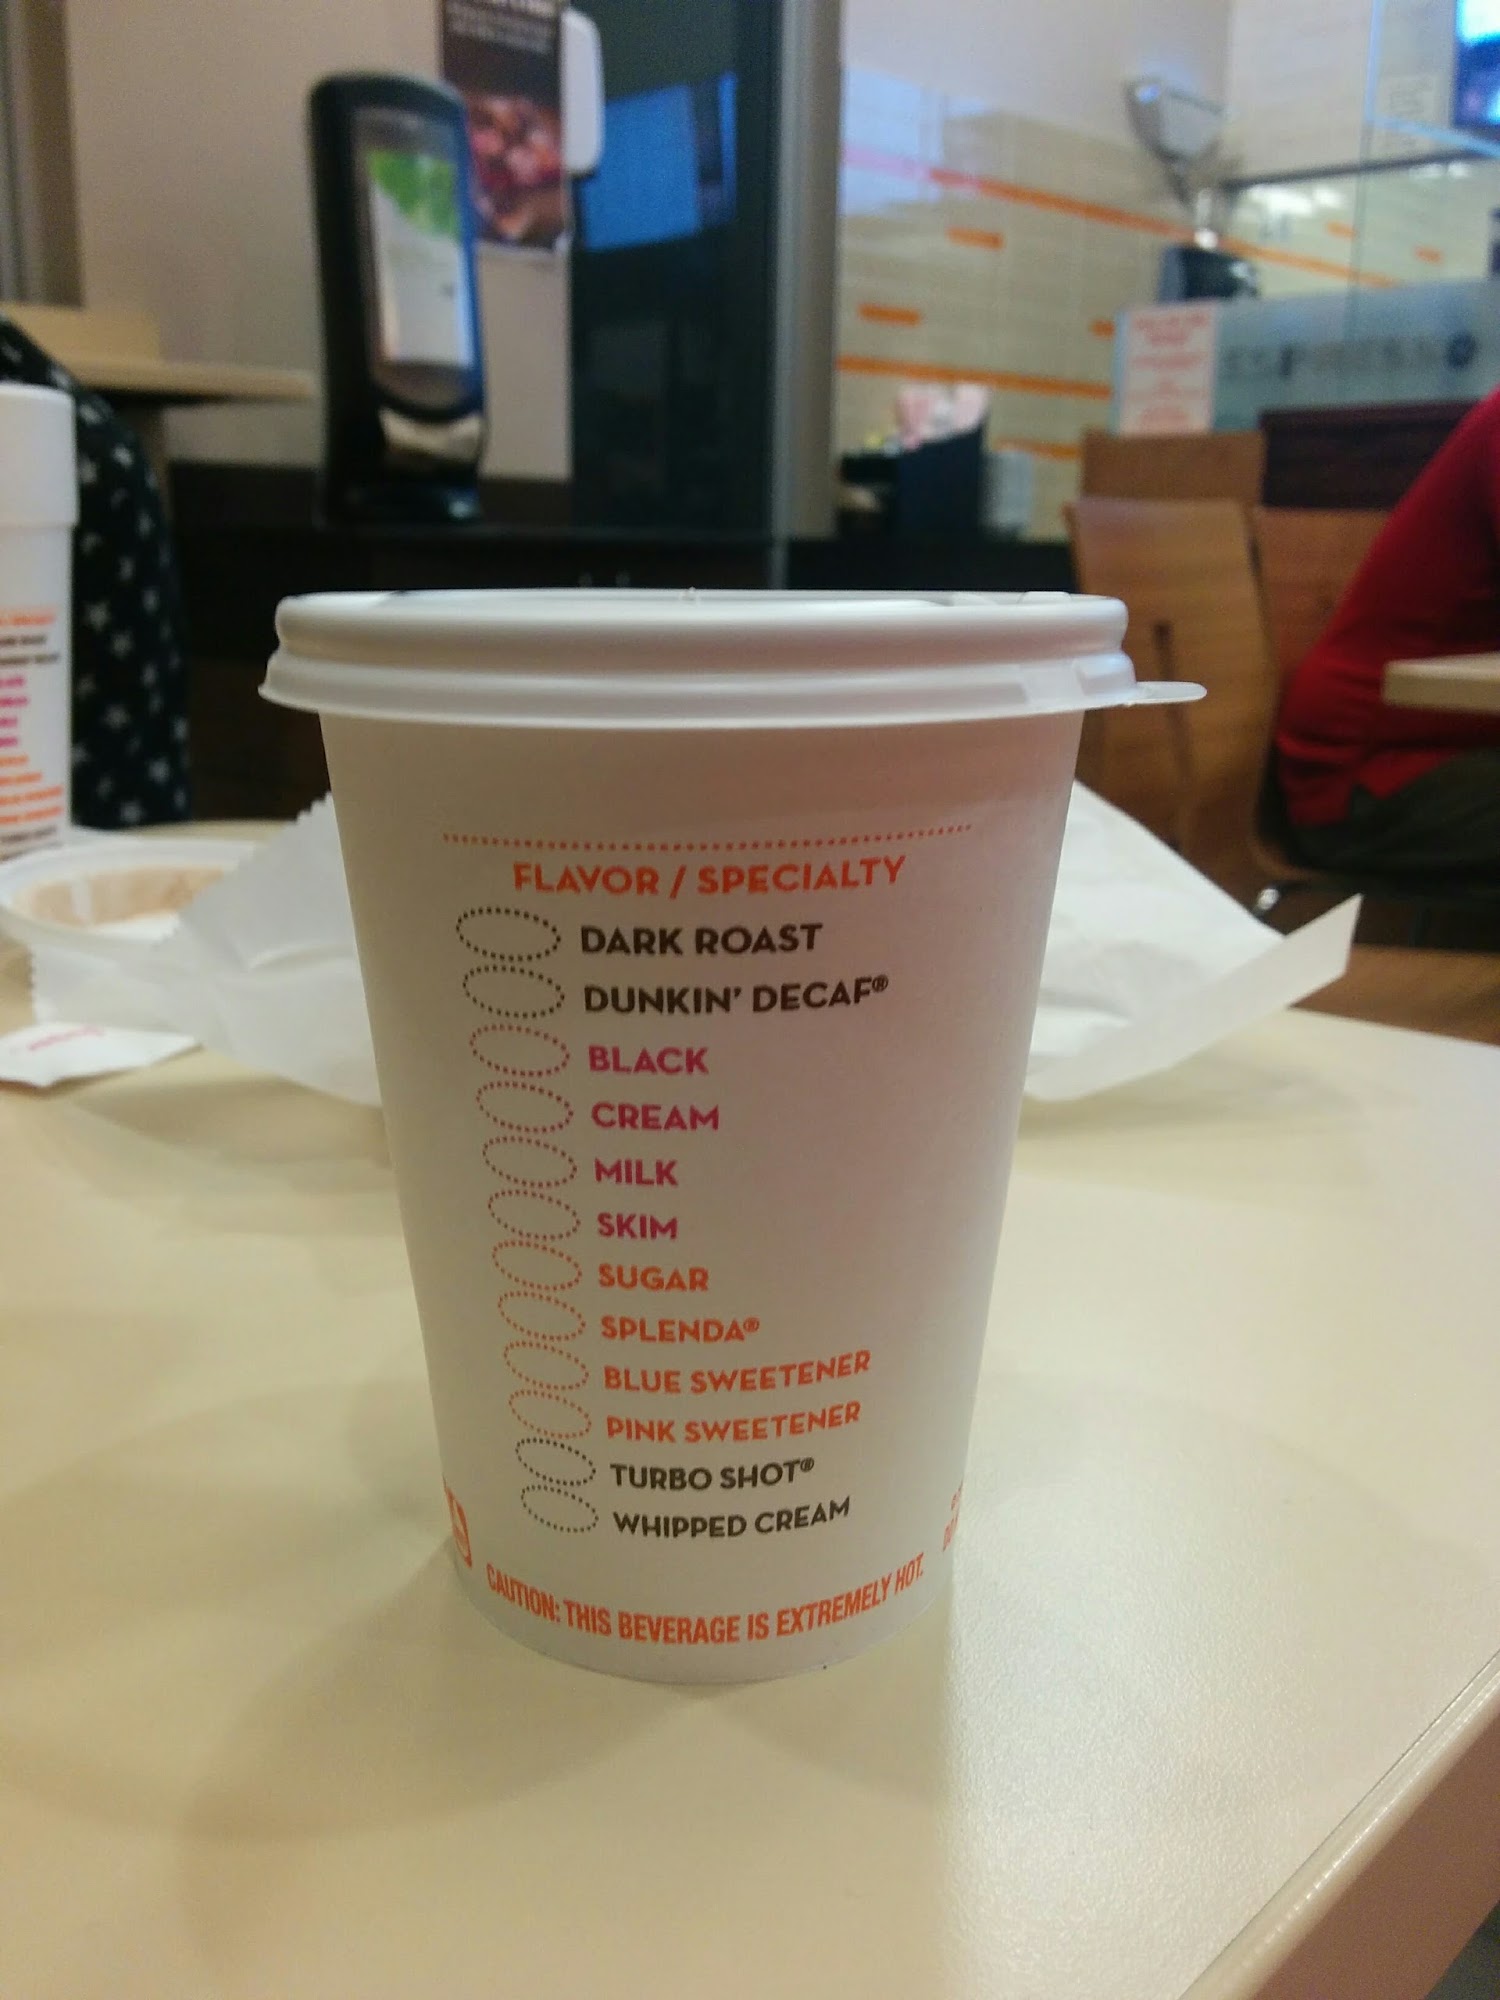 FLAVOR / SPECIALTY
DARK ROAST
DUNKIN' DECAF®
BLACK
CREAM
MILK
SKIM
SUGAR
SPLENDA®
BLUE SWEETENER
PINK SWEETENER
TURBO SHOT®
WHIPPED CREAM
CAUTION: THIS BEVERAGE IS EXTREMELY HOT.